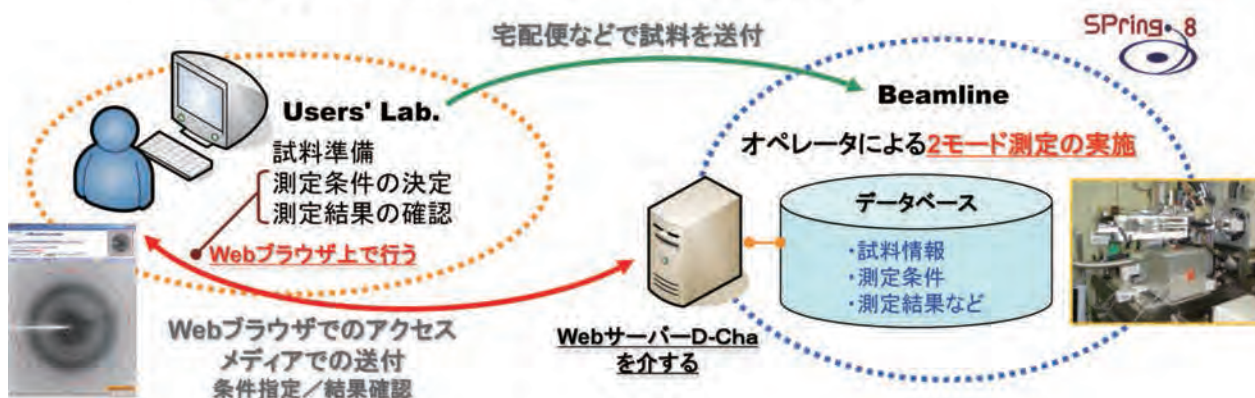 宅配便などで試料を送付
SPring-8
Users' Lab.
試料準備
測定条件の決定
測定結果の確認
Webブラウザ上で行う
Webブラウザでのアクセス
メディアでの送付
条件指定／結果確認
Beamline
オペレータによる2モード測定の実施
データベース
・試料情報
・測定条件
・測定結果など
WebサーバーD-Cha
を介する